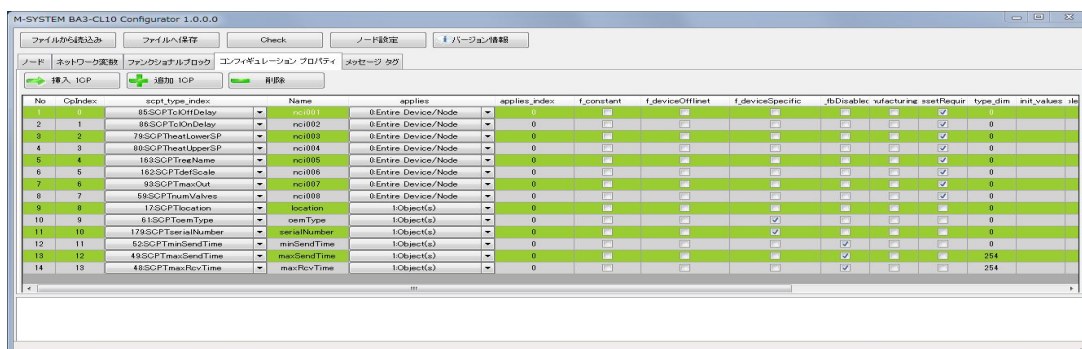 M-SYSTEM BA3-CL10 Configurator 1.0.0.0
ファイルから読込み ファイルへ保存 Check ノード設定 バージョン情報
ノード ネットワーク変数 ファンクショナルブロック コンフィギュレーション プロパティ メッセージ タグ
挿入 1CP 追加 1CP 削除
No CpIndex scpt_type_index Name applies applies_index f_constant f_deviceOfflinet f_deviceSpecific _fbDisablec nufacturing ssetRequir type_dim init_values
1 0 85:SCPTclOffDelay nci001 0:Entire Device/Node 0 0
2 1 86:SCPTclOnDelay nci002 0:Entire Device/Node 0 0
3 2 79:SCPTheatLowerSP nci003 0:Entire Device/Node 0 0
4 3 80:SCPTheatUpperSP nci004 0:Entire Device/Node 0 0
5 4 163:SCPTregName nci005 0:Entire Device/Node 0 0
6 5 162:SCPTdefScale nci006 0:Entire Device/Node 0 0
7 6 93:SCPTmaxOut nci007 0:Entire Device/Node 0 0
8 7 59:SCPTnumValves nci008 0:Entire Device/Node 0 0
9 8 17:SCPTlocation location 1:Object(s) 0 0
10 9 61:SCPToemType oemType 1:Object(s) 0 0
11 10 179:SCPTserialNumber serialNumber 1:Object(s) 0 0
12 11 52:SCPTminSendTime minSendTime 1:Object(s) 0 0
13 12 49:SCPTmaxSendTime maxSendTime 1:Object(s) 0 254
14 13 48:SCPTmaxRcvTime maxRcvTime 1:Object(s) 0 254